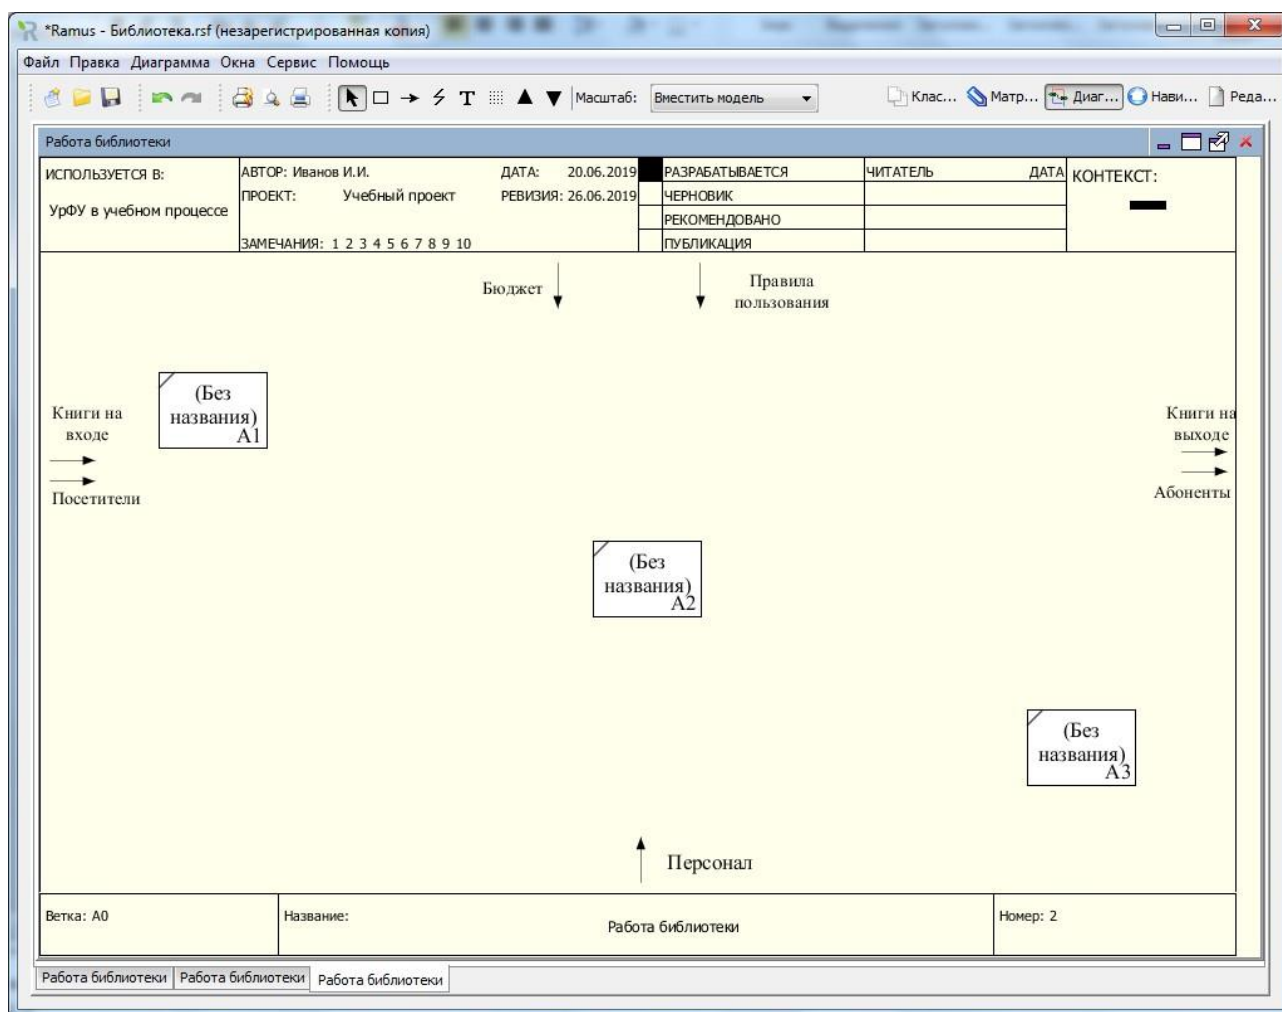 *Ramus - Библиотека.rsf (незарегистрированная копия)
Файл Правка Диаграмма Окна Сервис Помощь
T Масштаб: Вместить модель Клас... Матр... Диаг... Нави... Реда...
Работа библиотеки
ИСПОЛЬЗУЕТСЯ В:
УрФУ в учебном процессе
АВТОР: Иванов И.И. ДАТА: 20.06.2019
ПРОЕКТ: Учебный проект РЕВИЗИЯ: 26.06.2019
ЗАМЕЧАНИЯ: 1 2 3 4 5 6 7 8 9 10
РАЗРАБАТЫВАЕТСЯ
ЧЕРНОВИК
РЕКОМЕНДОВАНО
ПУБЛИКАЦИЯ
ЧИТАТЕЛЬ ДАТА
КОНТЕКСТ:
Бюджет
Правила
пользования
(Без
названия)
A1
Книги на
входе
Посетители
Книги на
выходе
Абоненты
(Без
названия)
A2
(Без
названия)
A3
Персонал
Ветка: A0
Название:
Работа библиотеки
Номер: 2
Работа библиотеки Работа библиотеки Работа библиотеки